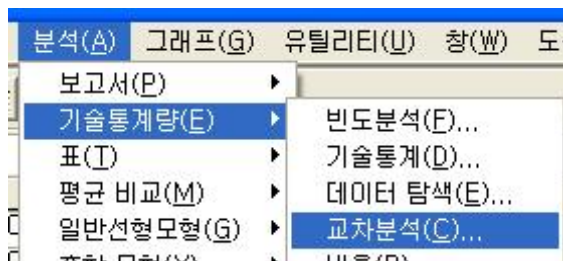 분석(A) 그래프(G) 유틸리티(U) 창(W) 도
보고서(P)
기술통계량(E)
표(T)
평균 비교(M)
일반선형모형(G)
빈도분석(F)...
기술통계(D)...
데이터 탐색(E)...
교차분석(C)...